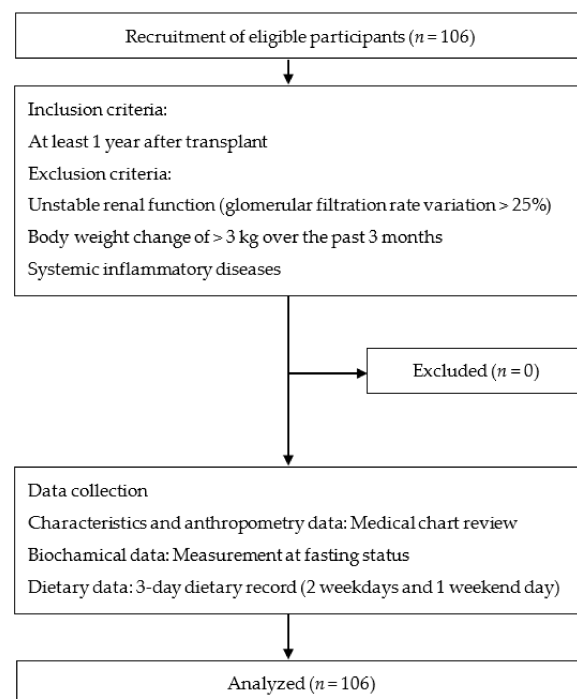 Recruitment of eligible participants (n = 106)
Inclusion criteria:
At least 1 year after transplant
Exclusion criteria:
Unstable renal function (glomerular filtration rate variation > 25%)
Body weight change of > 3 kg over the past 3 months
Systemic inflammatory diseases
Excluded (n = 0)
Data collection
Characteristics and anthropometry data: Medical chart review
Biochamical data: Measurement at fasting status
Dietary data: 3-day dietary record (2 weekdays and 1 weekend day)
Analyzed (n = 106)